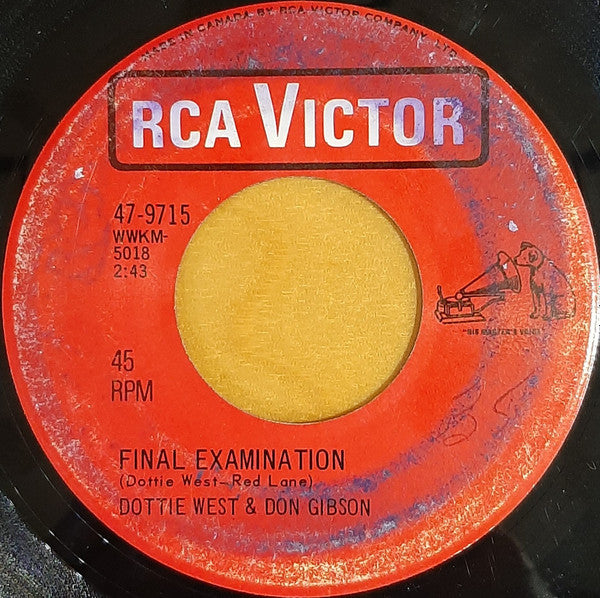 MADE IN CANADA BY RCA VICTOR COMPANY, LTD.
RCA VICTOR
47-9715
WWKM-
5018
2:43
"HIS MASTER'S VOICE"
45
RPM
FINAL EXAMINATION
(Dottie West-Red Lane)
DOTTIE WEST & DON GIBSON